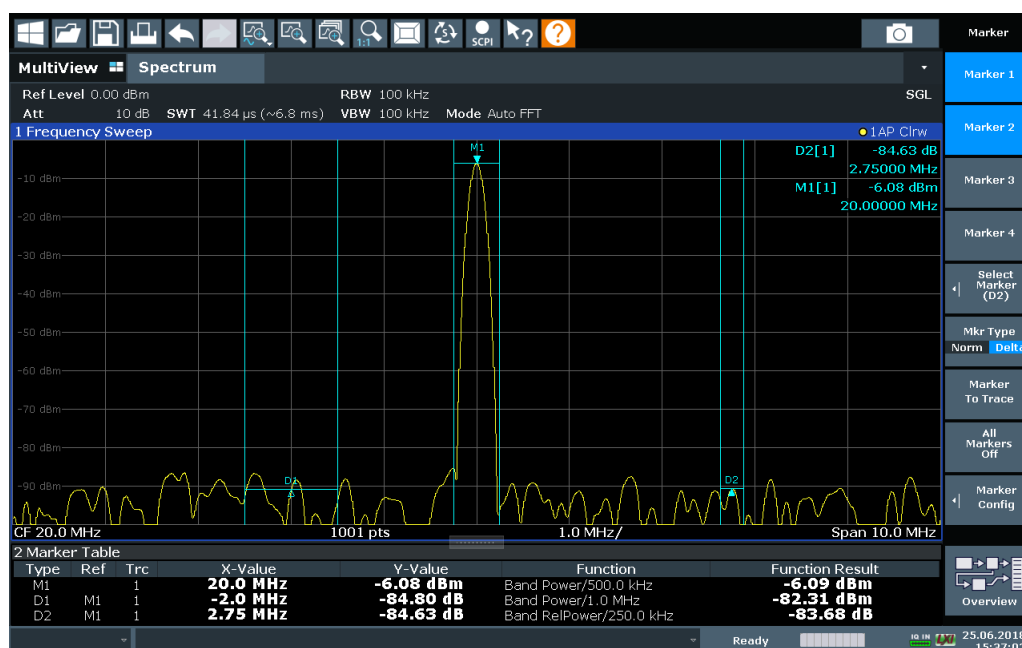 1:1
SCPI
?
Marker
MultiView Spectrum
Marker 1
Ref Level 0.00 dBm RBW 100 kHz SGL
Att 10 dB SWT 41.84 µs (~6.8 ms) VBW 100 kHz Mode Auto FFT
1 Frequency Sweep 1AP Clrw
Marker 2
M1
D2[1] -84.63 dB
2.75000 MHz
M1[1] -6.08 dBm
20.00000 MHz
-10 dBm
-20 dBm
-30 dBm
-40 dBm
-50 dBm
-60 dBm
-70 dBm
-80 dBm
-90 dBm
D1
D2
Marker 3
Marker 4
Select
Marker
(D2)
Mkr Type
Norm Delta
Marker
To Trace
All
Markers
Off
Marker
Config
CF 20.0 MHz 1001 pts 1.0 MHz/ Span 10.0 MHz
2 Marker Table
Type Ref Trc X-Value Y-Value Function Function Result
M1 1 20.0 MHz -6.08 dBm Band Power/500.0 kHz -6.09 dBm
D1 M1 1 -2.0 MHz -84.80 dB Band Power/1.0 MHz -82.31 dBm
D2 M1 1 2.75 MHz -84.63 dB Band RelPower/250.0 kHz -83.68 dB
Overview
Ready IQ IN LXI 25.06.2018